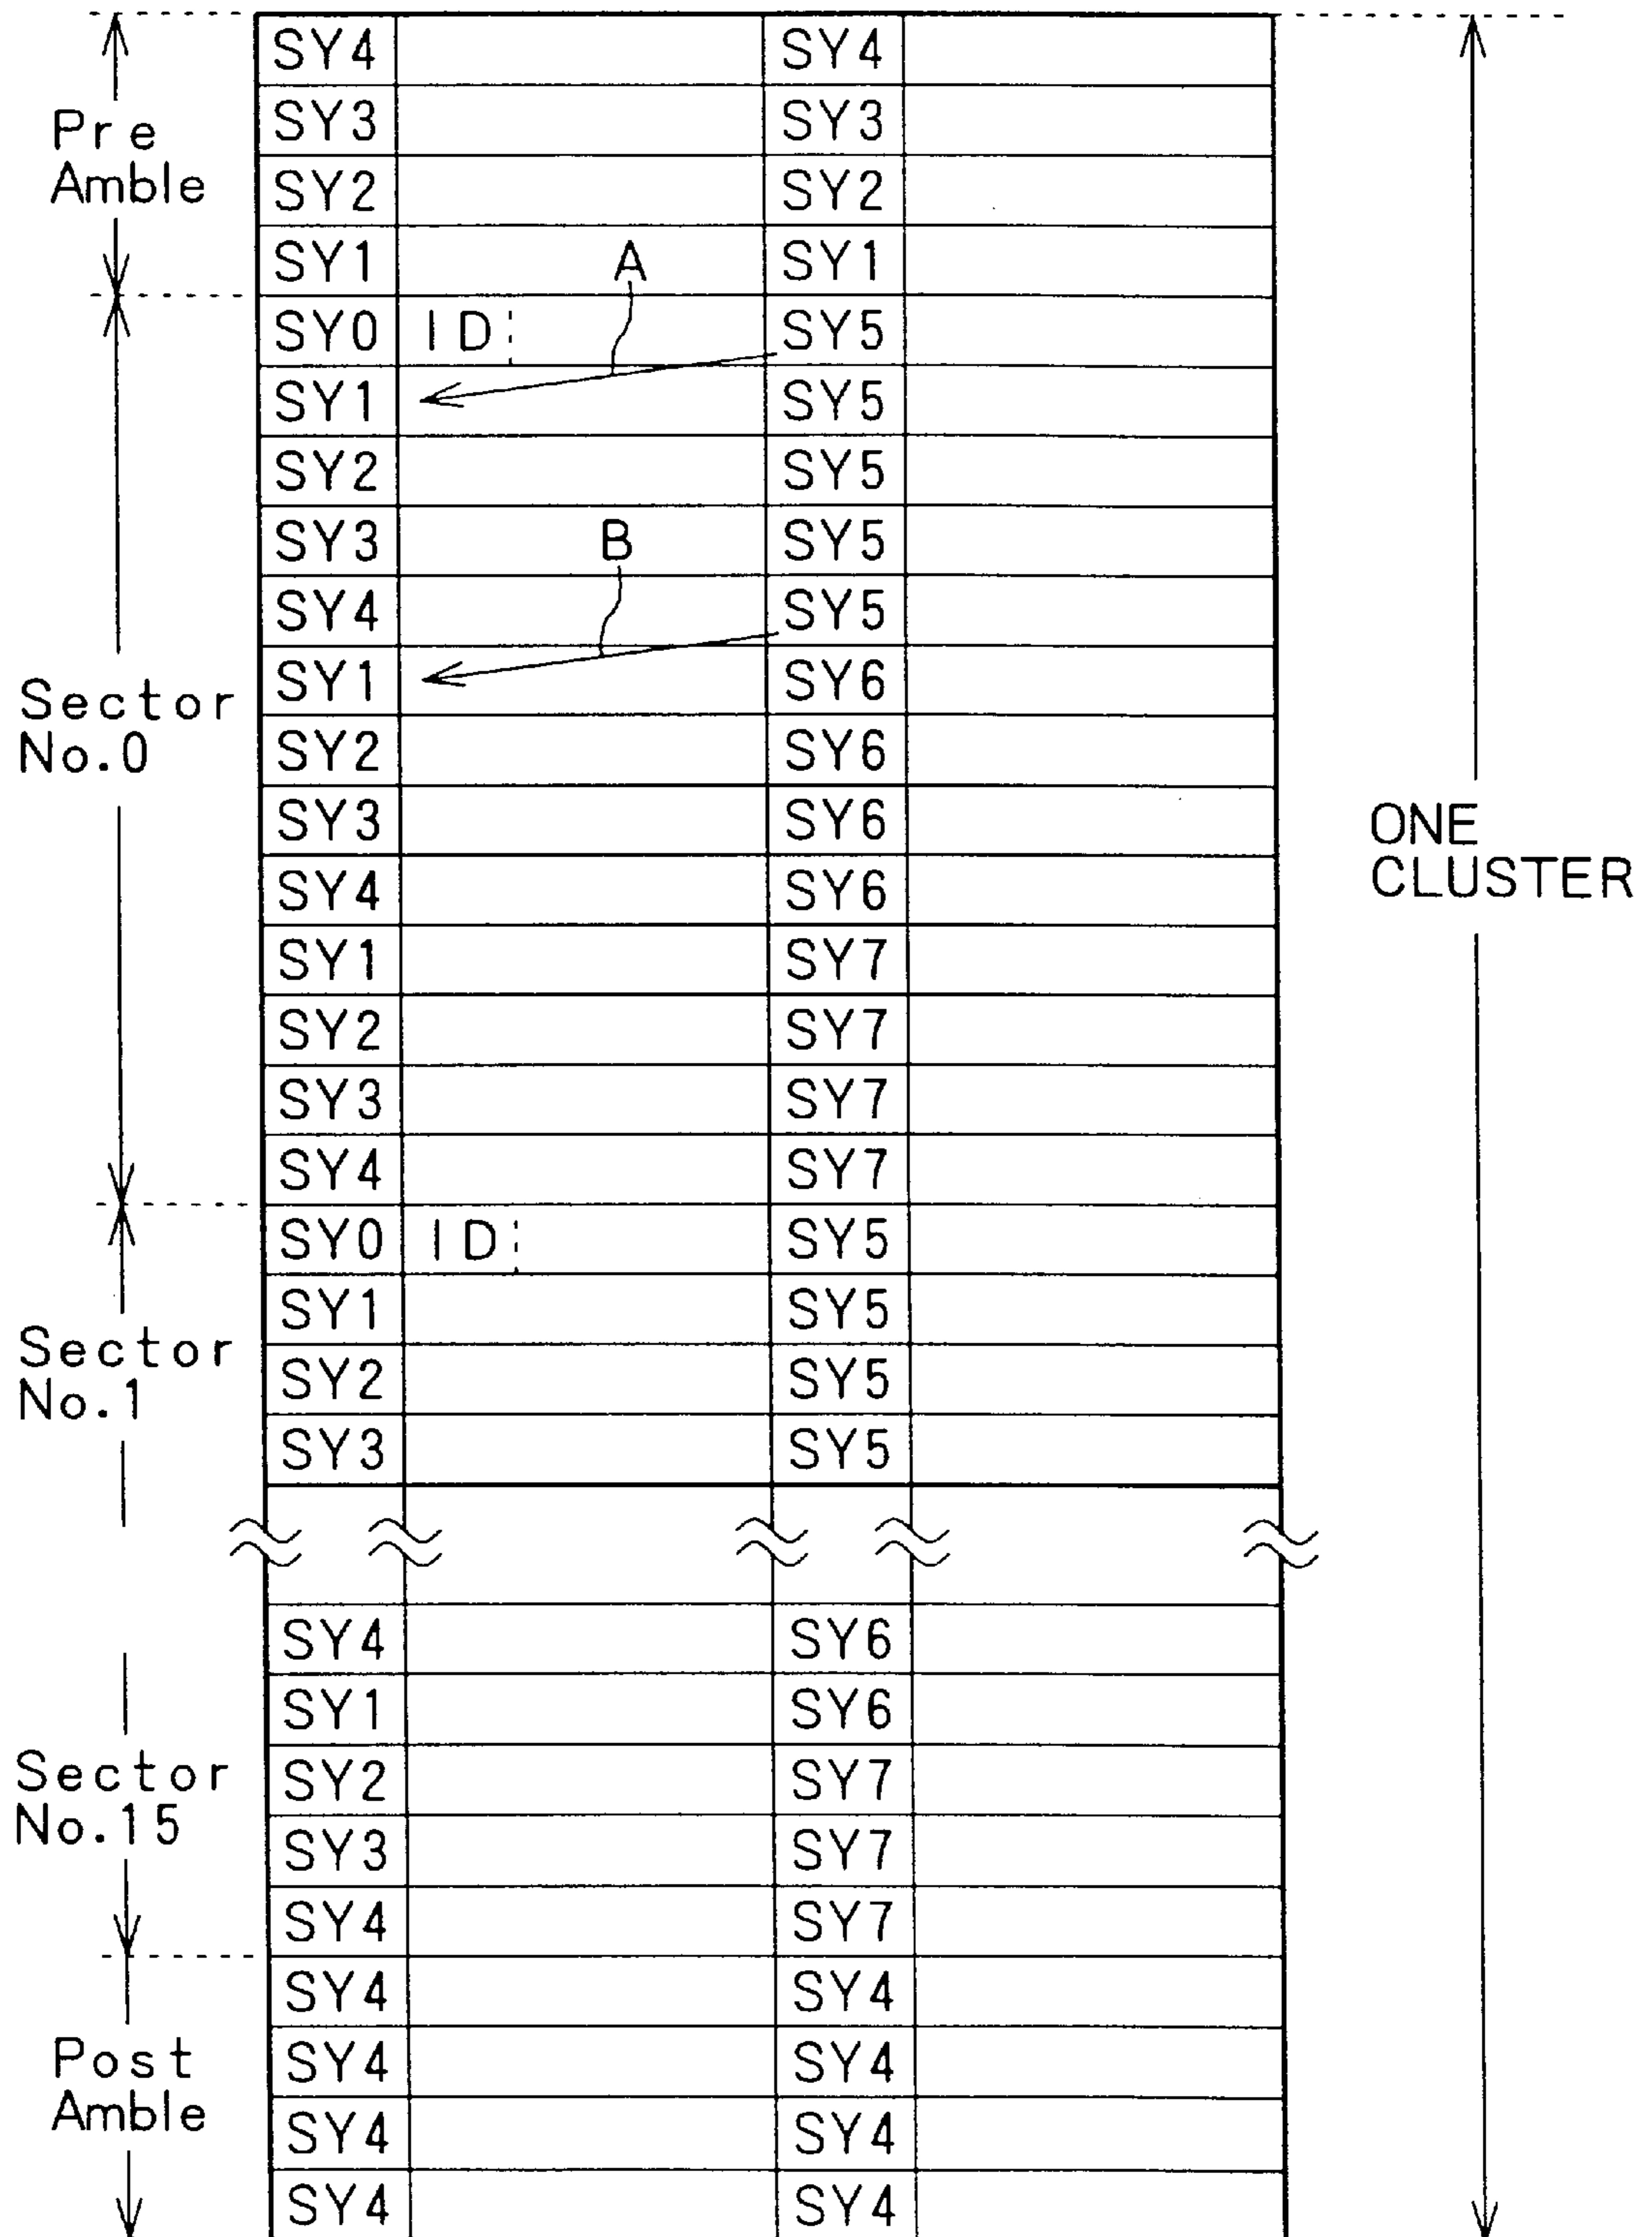 Pre
Amble
SY4 SY4
SY3 SY3
SY2 SY2
SY1 A SY1
Sector
No.0
SY0 ID SY5
SY1 SY5
SY2 SY5
SY3 B SY5
SY4 SY5
SY1 SY6
SY2 SY6
SY3 SY6
SY4 SY6
SY1 SY7
SY2 SY7
SY3 SY7
SY4 SY7
ONE
CLUSTER
Sector
No.1
SY0 ID SY5
SY1 SY5
SY2 SY5
SY3 SY5
Sector
No.15
SY4 SY6
SY1 SY6
SY2 SY7
SY3 SY7
SY4 SY7
Post
Amble
SY4 SY4
SY4 SY4
SY4 SY4
SY4 SY4